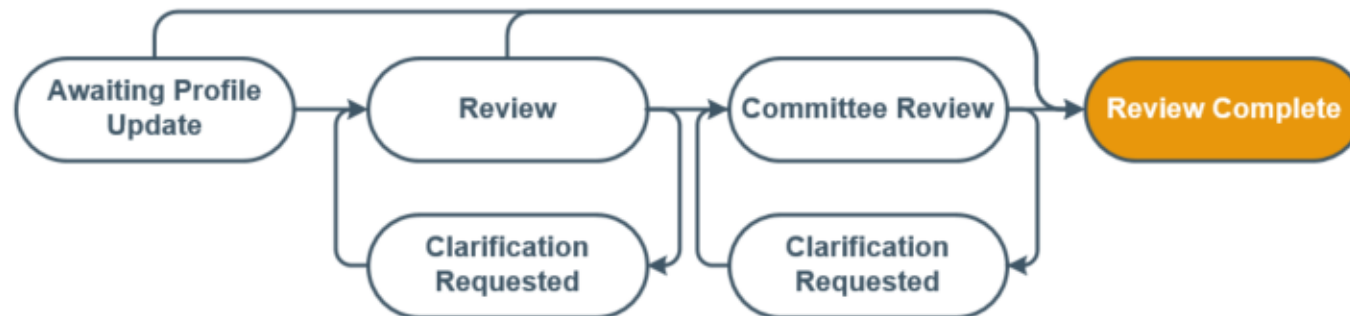 Awaiting Profile
Update
Review
Committee Review
Review Complete
Clarification
Requested
Clarification
Requested